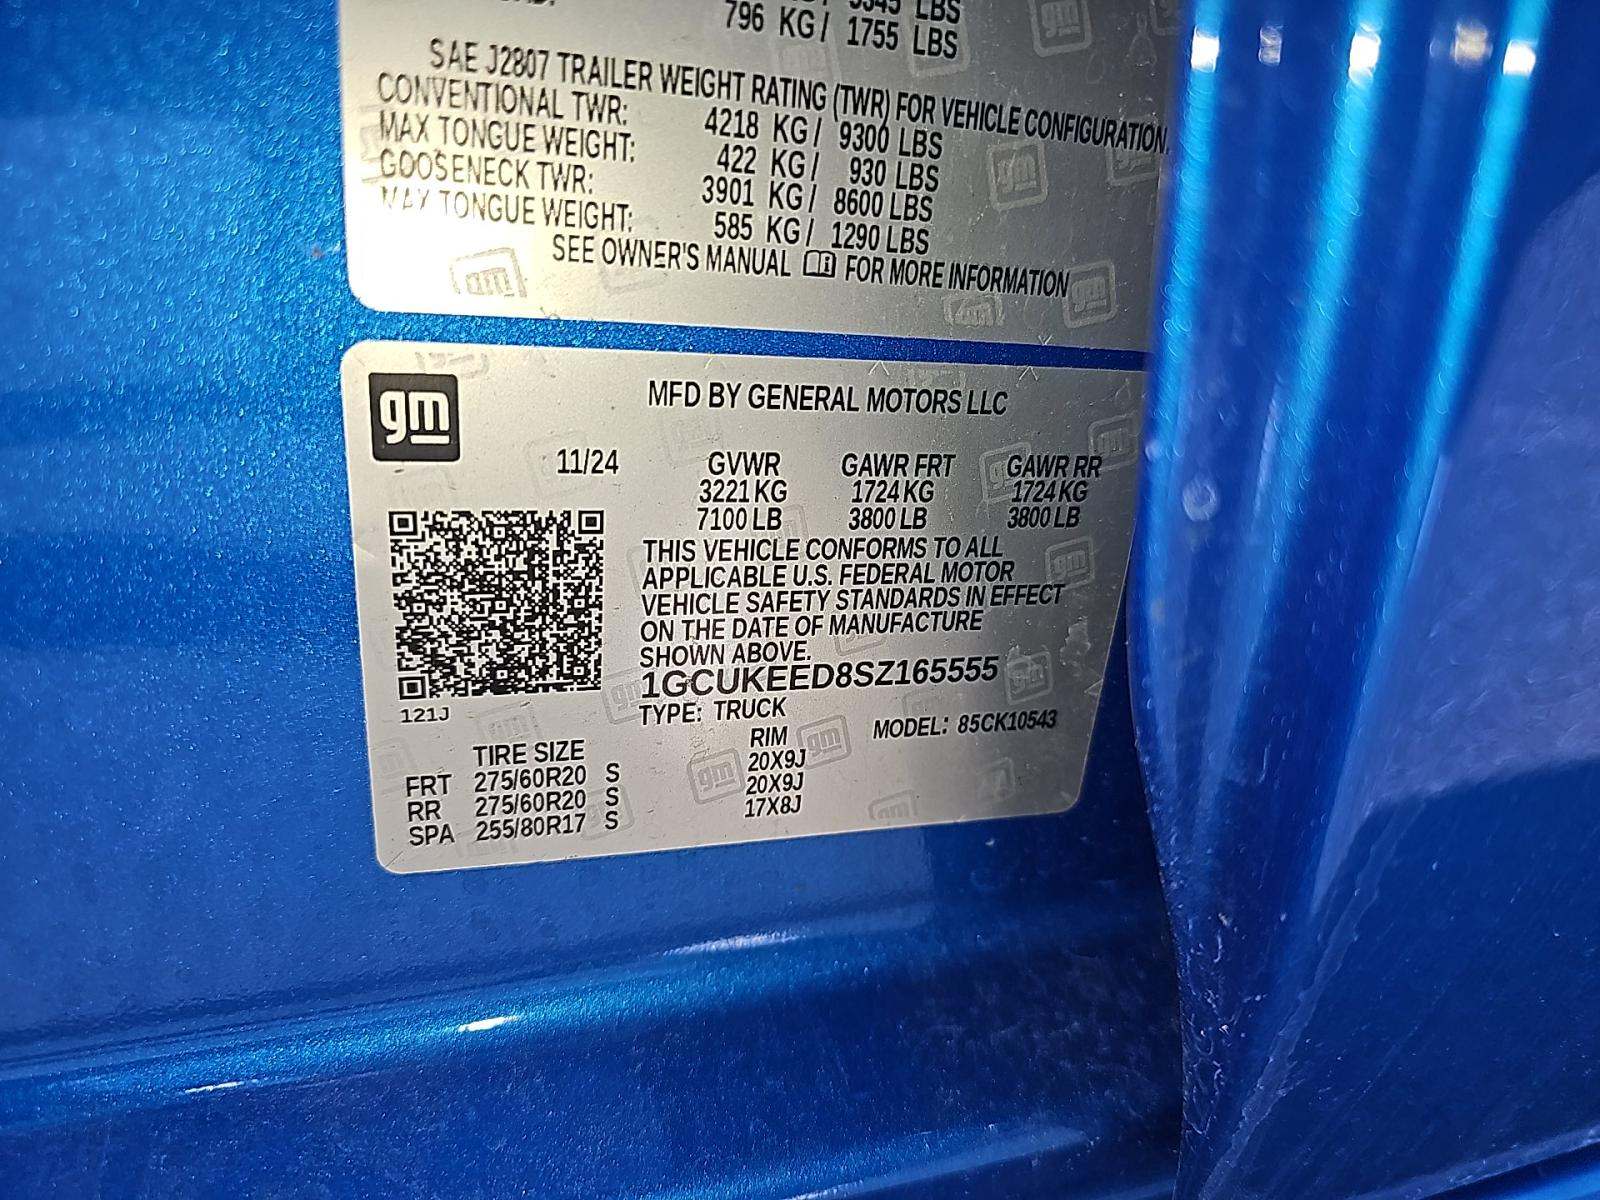 LBS
796 KG/ 1755 LBS
SAE J2807 TRAILER WEIGHT RATING (TWR) FOR VEHICLE CONFIGURATION.
CONVENTIONAL TWR: 4218 KG/ 9300 LBS
MAX TONGUE WEIGHT: 422 KG/ 930 LBS
GOOSENECK TWR: 3901 KG/ 8600 LBS
MAX TONGUE WEIGHT: 585 KG/ 1290 LBS
SEE OWNER'S MANUAL FOR MORE INFORMATION
gm
MFD BY GENERAL MOTORS LLC
11/24 GVWR GAWR FRT GAWR RR
3221 KG 1724 KG 1724 KG
7100 LB 3800 LB 3800 LB
THIS VEHICLE CONFORMS TO ALL
APPLICABLE U.S. FEDERAL MOTOR
VEHICLE SAFETY STANDARDS IN EFFECT
ON THE DATE OF MANUFACTURE
SHOWN ABOVE.
1GCUKEED8SZ165555
121J
TYPE: TRUCK MODEL: 85CK10543
TIRE SIZE RIM
FRT 275/60R20 S 20X9J
RR 275/60R20 S 20X9J
SPA 255/80R17 S 17X8J